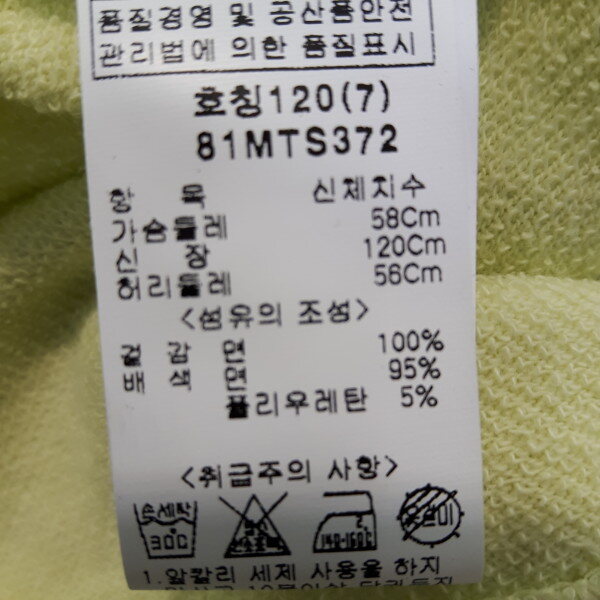 품질경영 및 공산품안전
관리법에 의한 품질표시
호칭120(7)
81MTS372
항 목 신체치수
가슴둘레 58Cm
신 장 120Cm
허리둘레 56Cm
<섬유의 조성>
겉 감 면 100%
배 색 면 95%
폴리우레탄 5%
<취급주의 사항>
손세탁
30℃
140-160℃
1.알칼리 세제 사용을 하지